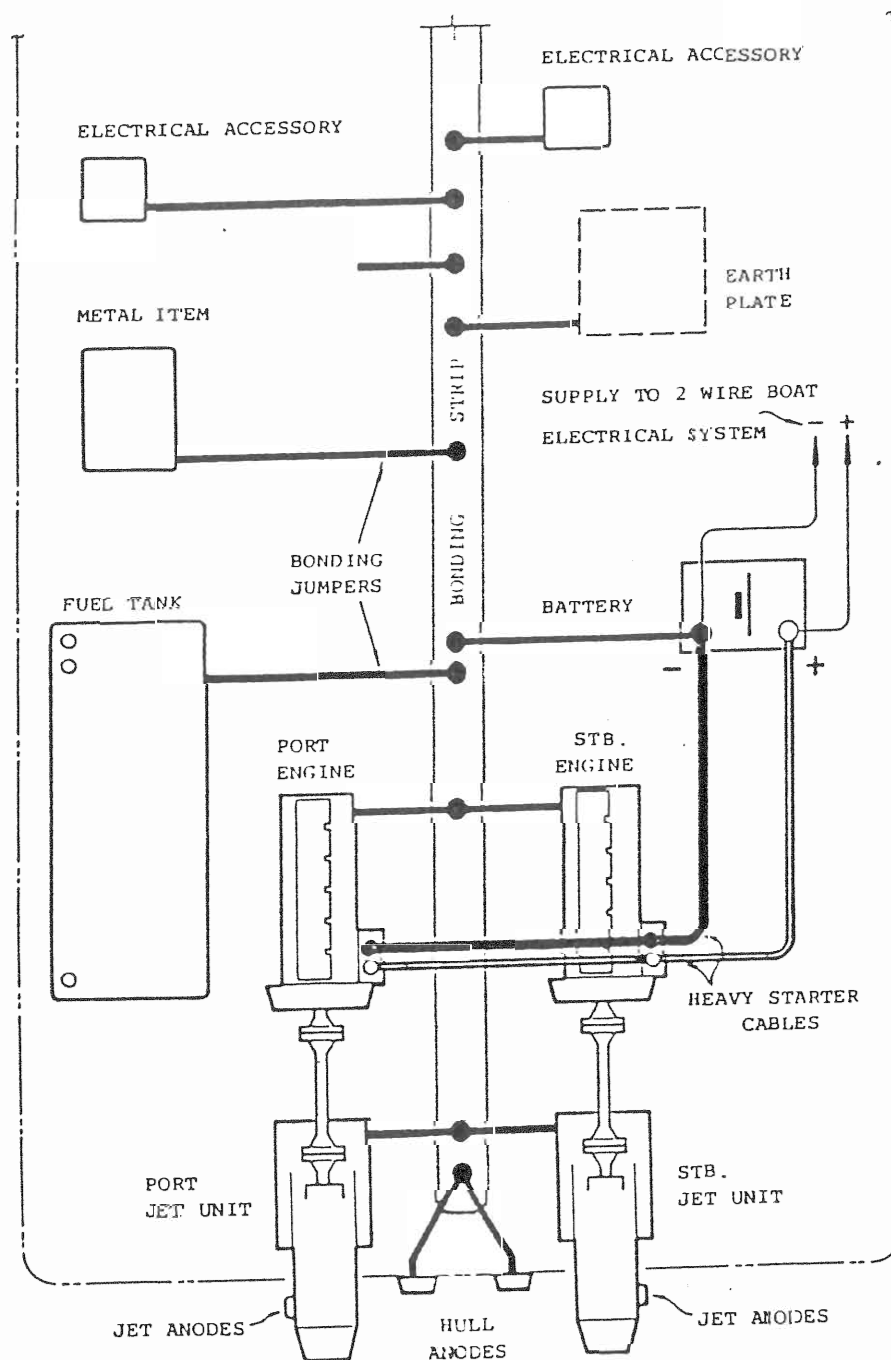 ELECTRICAL ACCESSORY
ELECTRICAL ACCESSORY
EARTH
PLATE
METAL ITEM
STRIP
SUPPLY TO 2 WIRE BOAT
- +
ELECTRICAL SYSTEM
BONDING
BONDING
JUMPERS
FUEL TANK
BATTERY
- +
PORT
ENGINE
STB.
ENGINE
HEAVY STARTER
CABLES
PORT
JET UNIT
STB.
JET UNIT
JET ANODES
HULL
ANODES
JET ANODES